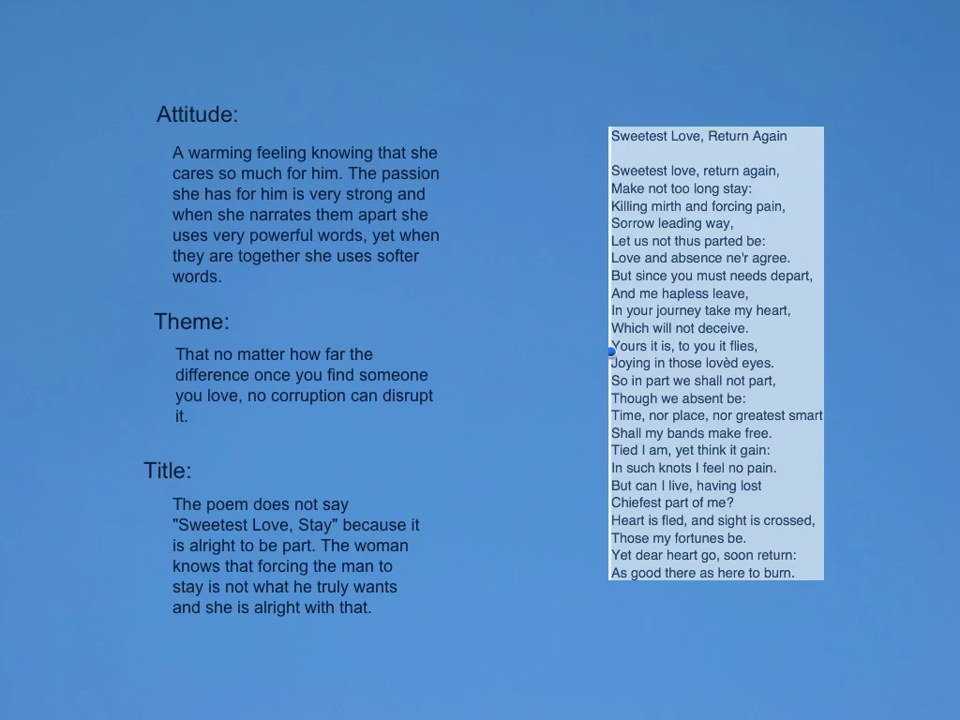 Attitude:
A warming feeling knowing that she
cares so much for him. The passion
she has for him is very strong and
when she narrates them apart she
uses very powerful words, yet when
they are together she uses softer
words.
Theme:
That no matter how far the
difference once you find someone
you love, no corruption can disrupt
it.
Title:
The poem does not say
"Sweetest Love, Stay" because it
is alright to be part. The woman
knows that forcing the man to
stay is not what he truly wants
and she is alright with that.
Sweetest Love, Return Again
Sweetest love, return again,
Make not too long stay:
Killing mirth and forcing pain,
Sorrow leading way,
Let us not thus parted be:
Love and absence ne'r agree.
But since you must needs depart,
And me hapless leave,
In your journey take my heart,
Which will not deceive.
Yours it is, to you it flies,
Joying in those lovèd eyes.
So in part we shall not part,
Though we absent be:
Time, nor place, nor greatest smart
Shall my bands make free.
Tied I am, yet think it gain:
In such knots I feel no pain.
But can I live, having lost
Chiefest part of me?
Heart is fled, and sight is crossed,
Those my fortunes be.
Yet dear heart go, soon return:
As good there as here to burn.